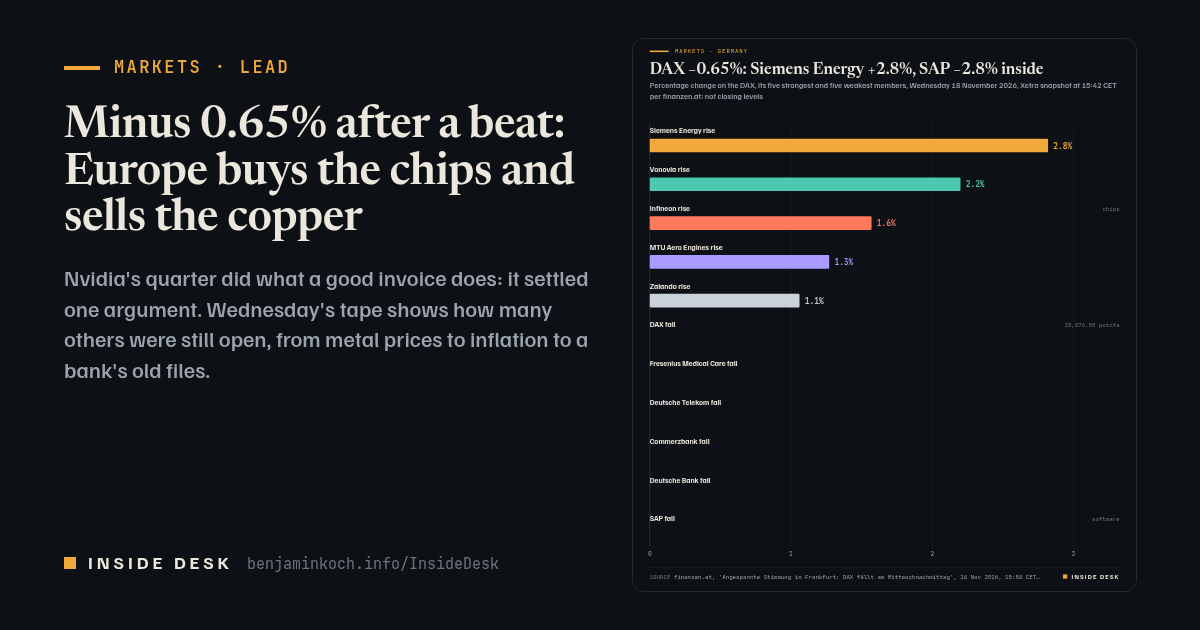 MARKETS · LEAD
Minus 0.65% after a beat:
Europe buys the chips and
sells the copper
Nvidia's quarter did what a good invoice does: it settled
one argument. Wednesday's tape shows how many
others were still open, from metal prices to inflation to a
bank's old files.
INSIDE DESK benjaminkoch.info/InsideDesk
MARKETS · GERMANY
DAX −0.65%: Siemens Energy +2.8%, SAP −2.8% inside
Percentage change on the DAX, its five strongest and five weakest members, Wednesday 18 November 2026, Xetra snapshot at 15:42 CET
per finanzen.at: not closing levels
Siemens Energy rise
2.8%
Vonovia rise
2.2%
Infineon rise
chips
1.6%
MTU Aero Engines rise
1.3%
Zalando rise
1.1%
DAX fall
points
Fresenius Medical Care fall
Deutsche Telekom fall
Commerzbank fall
Deutsche Bank fall
SAP fall
software
0 1 2 3
SOURCE finanzen.at, 'Angespannte Stimmung in Frankfurt: DAX fällt am Mittwochnachmittag', 18 Nov 2026, 15:58 CET…
INSIDE DESK